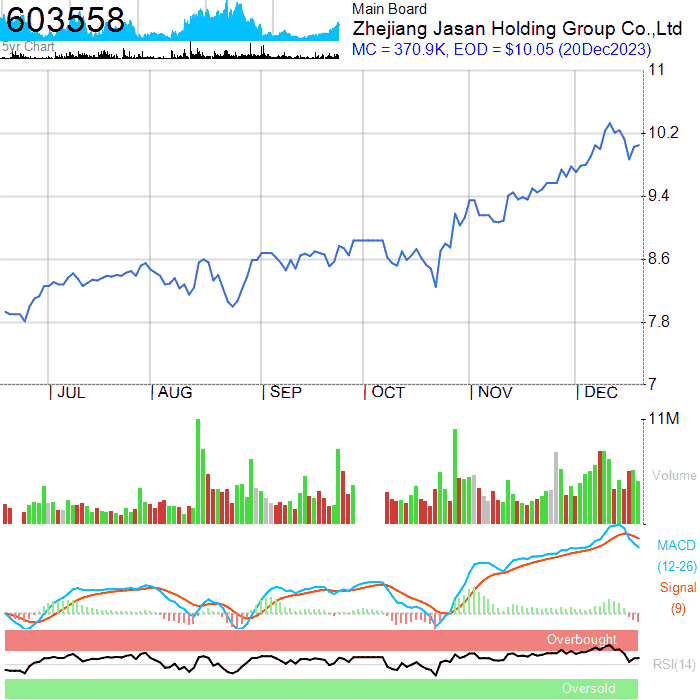 603558
5yr Chart
Main Board
Zhejiang Jasan Holding Group Co.,Ltd
MC = 370.9K, EOD = $10.05 (20Dec2023)
11
10.2
9.4
8.6
7.8
7
JUL AUG SEP OCT NOV DEC
11M
Volume
MACD
(12-26)
Signal
(9)
Overbought
RSI(14)
Oversold